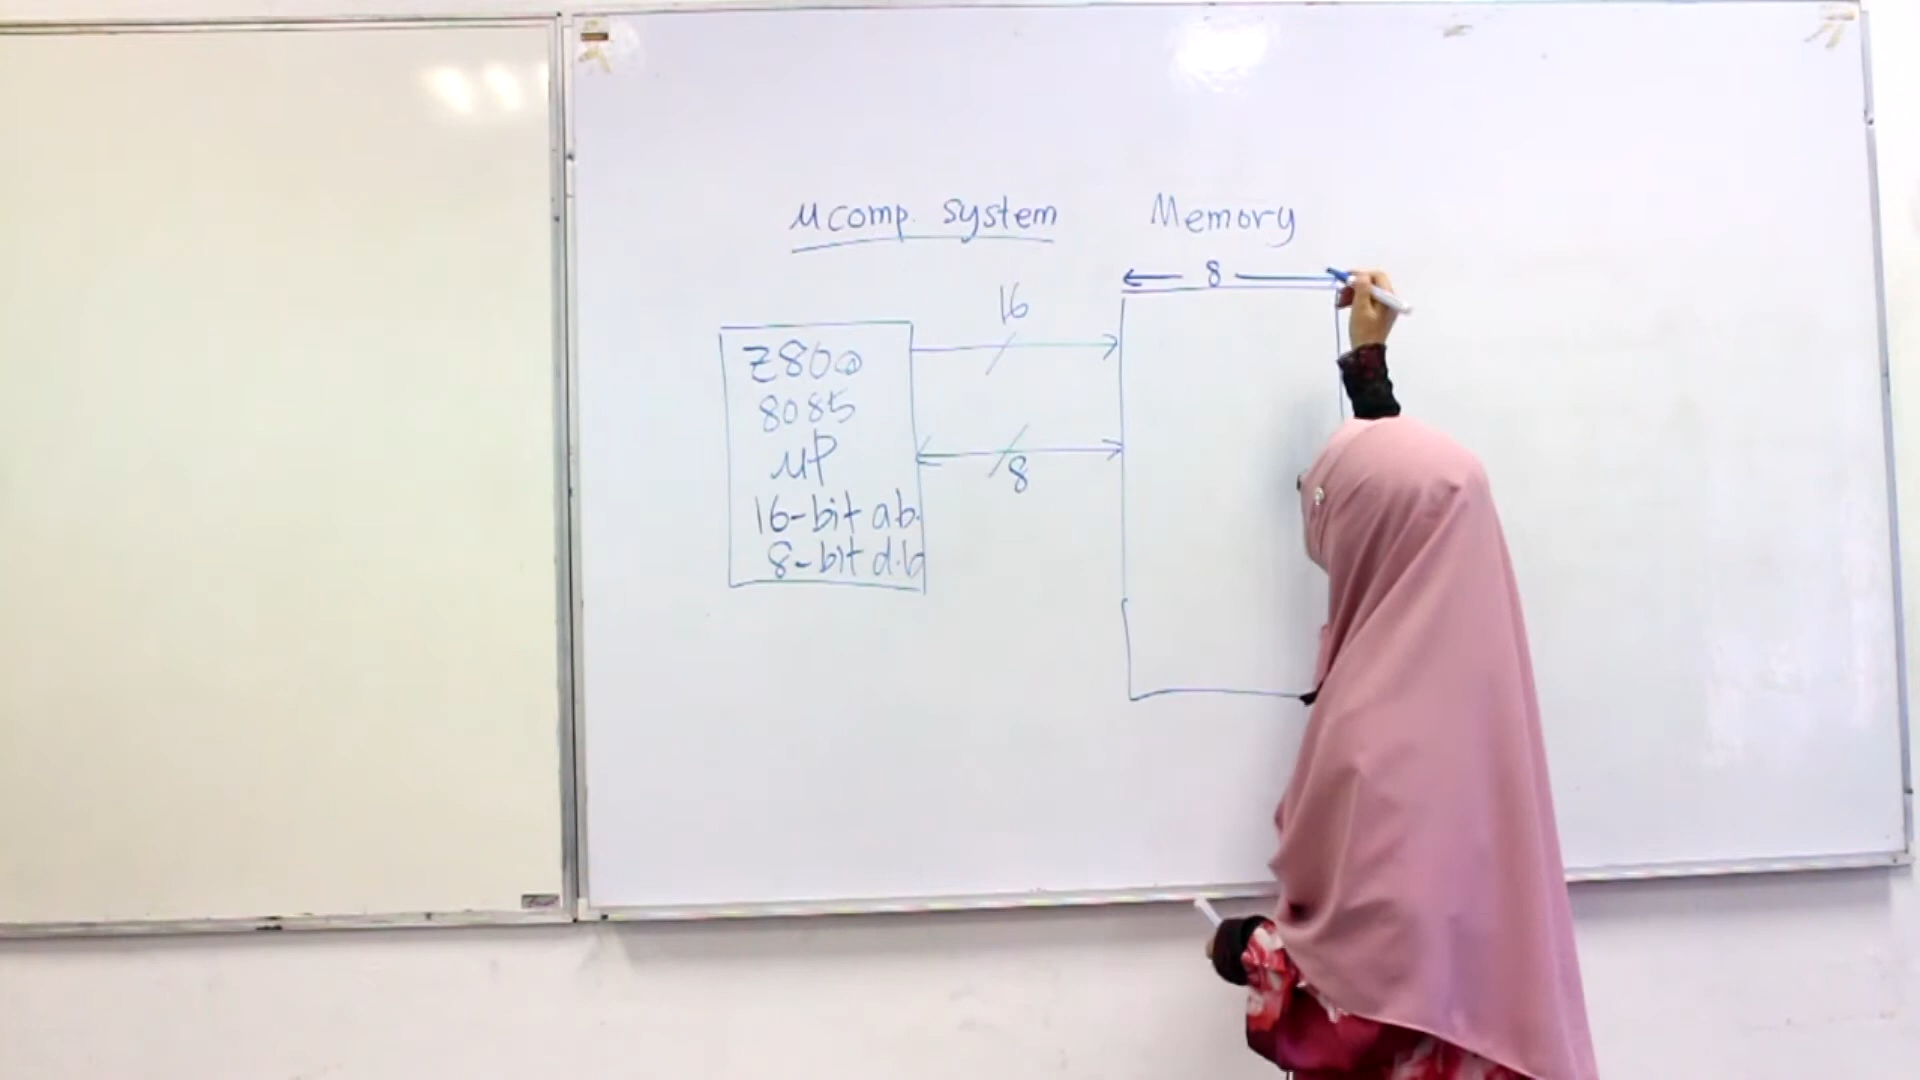 μcomp. system
Memory
8
16
Z80@
8085
μP
16-bit a.b.
8-bit d.b
8